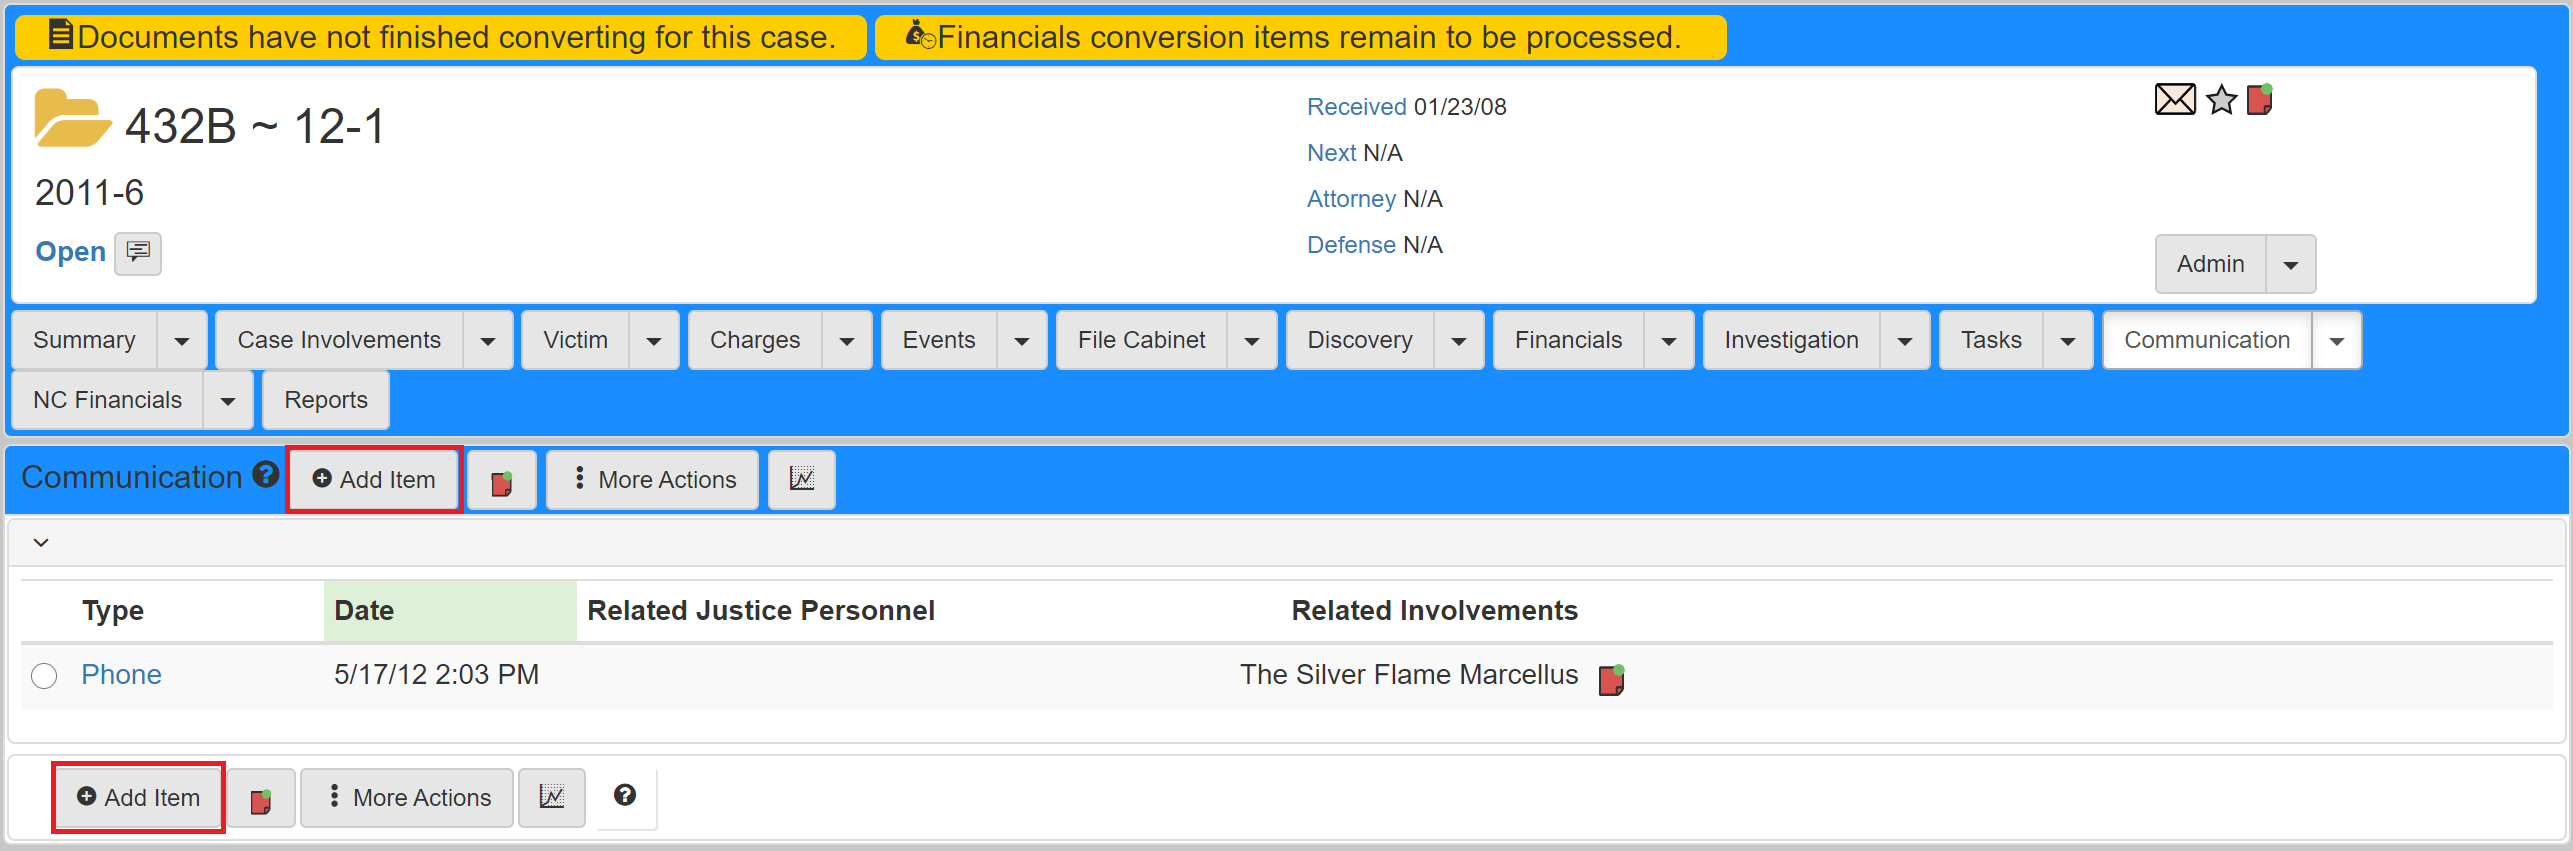 Documents have not finished converting for this case. Financials conversion items remain to be processed.
432B ~ 12-1
2011-6
Open
Received 01/23/08
Next N/A
Attorney N/A
Defense N/A
Admin
Summary Case Involvements Victim Charges Events File Cabinet Discovery Financials Investigation Tasks Communication
NC Financials Reports
Communication ? Add Item More Actions
Type Date Related Justice Personnel Related Involvements
Phone 5/17/12 2:03 PM The Silver Flame Marcellus
Add Item More Actions ?